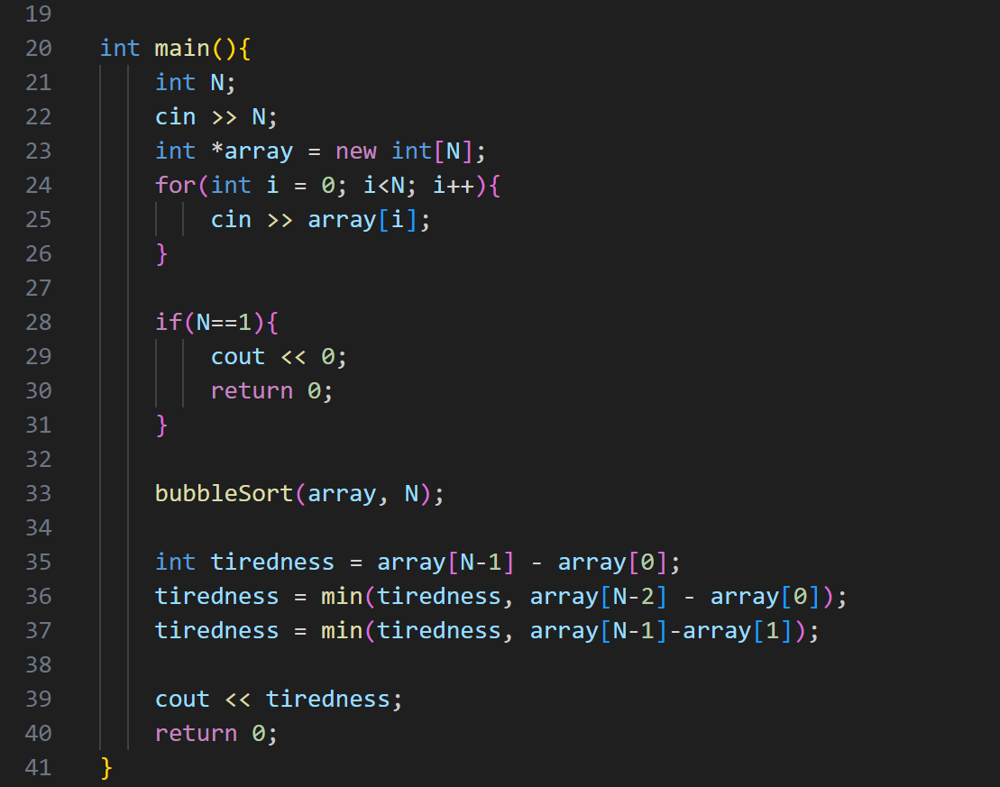 19
20 int main(){
21 int N;
22 cin >> N;
23 int *array = new int[N];
24 for(int i = 0; i<N; i++){
25 cin >> array[i];
26 }
27
28 if(N==1){
29 cout << 0;
30 return 0;
31 }
32
33 bubbleSort(array, N);
34
35 int tiredness = array[N-1] - array[0];
36 tiredness = min(tiredness, array[N-2] - array[0]);
37 tiredness = min(tiredness, array[N-1]-array[1]);
38
39 cout << tiredness;
40 return 0;
41 }